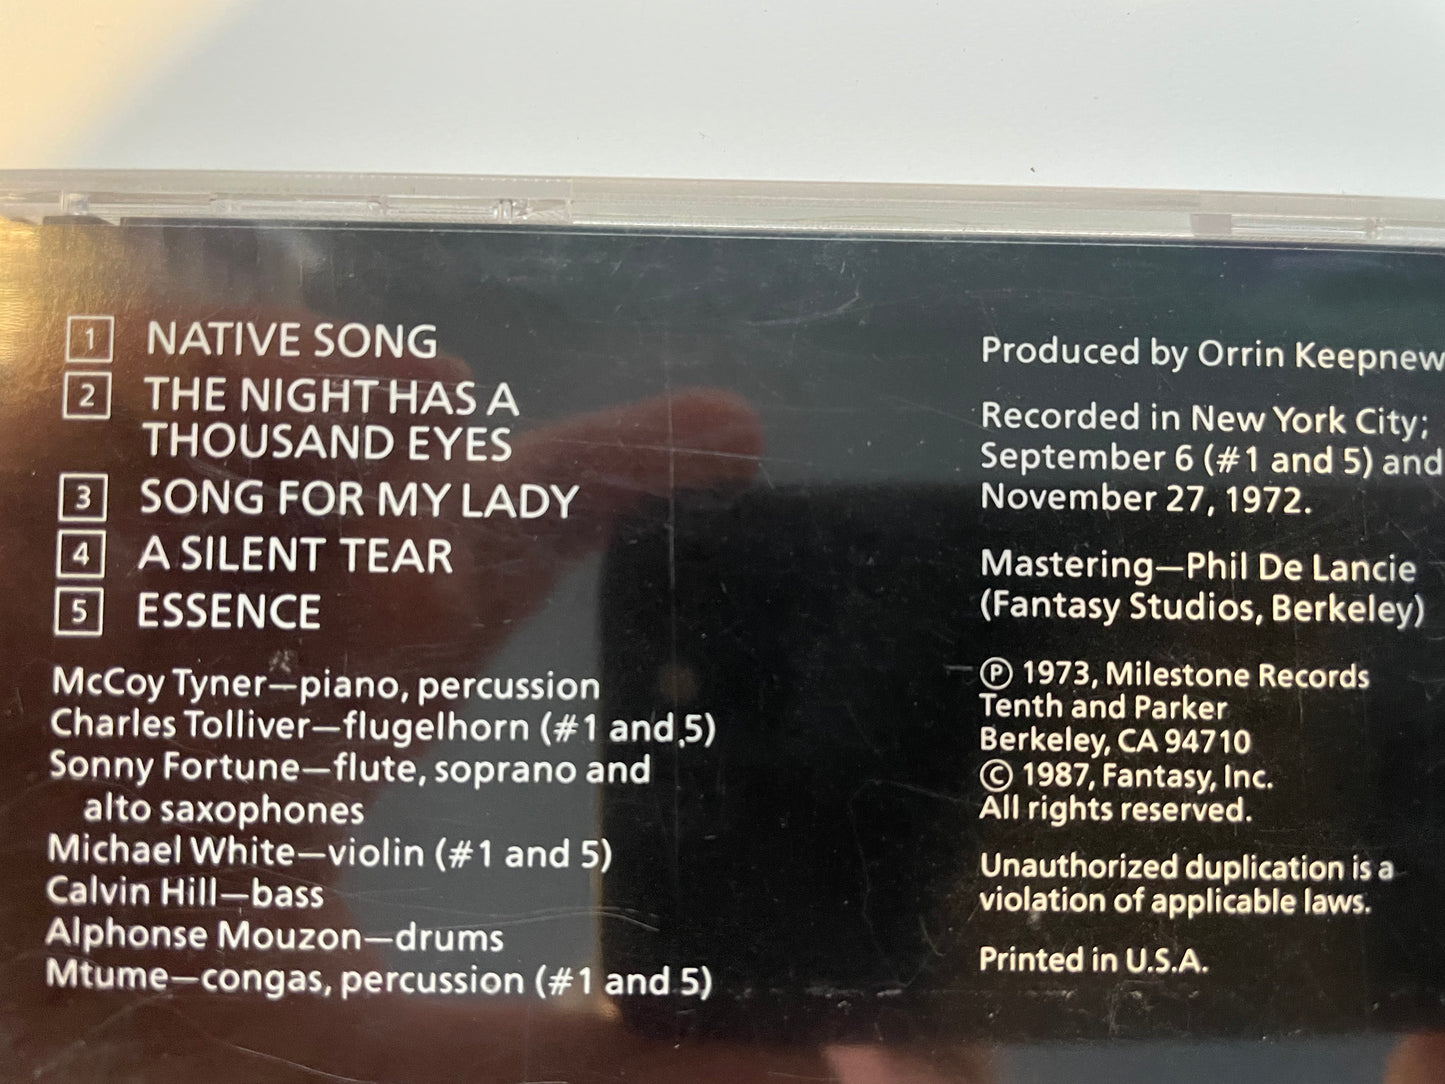 1 NATIVE SONG
2 THE NIGHT HAS A
THOUSAND EYES
3 SONG FOR MY LADY
4 A SILENT TEAR
5 ESSENCE
McCoy Tyner—piano, percussion
Charles Tolliver—flugelhorn (#1 and 5)
Sonny Fortune—flute, soprano and
alto saxophones
Michael White—violin (#1 and 5)
Calvin Hill—bass
Alphonse Mouzon—drums
Mtume—congas, percussion (#1 and 5)
Produced by Orrin Keepnew
Recorded in New York City;
September 6 (#1 and 5) and
November 27, 1972.
Mastering—Phil De Lancie
(Fantasy Studios, Berkeley)
℗ 1973, Milestone Records
Tenth and Parker
Berkeley, CA 94710
© 1987, Fantasy, Inc.
All rights reserved.
Unauthorized duplication is a
violation of applicable laws.
Printed in U.S.A.